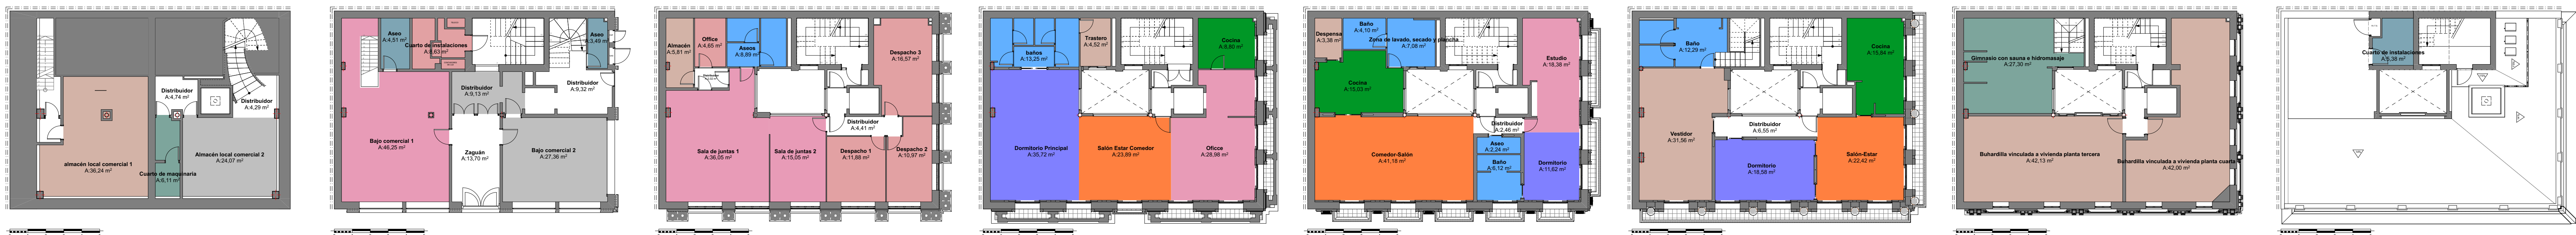 Distribuidor
A:4,74 m²
Distribuidor
A:4,29 m²
almacén local comercial 1
A:36,24 m²
Almacén local comercial 2
A:24,07 m²
Cuarto de maquinaria
A:6,11 m²
Aseo
A:4,51 m²
Cuarto de instalaciones
A:6,63 m²
Aseo
A:3,49 m²
Distribuidor
A:9,13 m²
Distribuidor
A:9,32 m²
Bajo comercial 1
A:46,25 m²
Zaguán
A:13,70 m²
Bajo comercial 2
A:27,36 m²
Almacén
A:5,81 m²
Office
A:4,65 m²
Aseos
A:8,89 m²
Despacho 3
A:16,57 m²
Distribuidor
A:4,41 m²
Sala de juntas 1
A:36,05 m²
Sala de juntas 2
A:15,05 m²
Despacho 1
A:11,88 m²
Despacho 2
A:10,97 m²
baños
A:13,25 m²
Trastero
A:4,52 m²
Cocina
A:8,80 m²
Dormitorio Principal
A:35,72 m²
Salón Estar Comedor
A:23,89 m²
Oficce
A:28,98 m²
Despensa
A:3,38 m²
Baño
A:4,10 m²
Zona de lavado, secado y plancha
A:7,08 m²
Estudio
A:18,38 m²
Cocina
A:15,03 m²
Distribuidor
A:2,46 m²
Comedor-Salón
A:41,18 m²
Aseo
A:2,24 m²
Baño
A:6,12 m²
Dormitorio
A:11,62 m²
Baño
A:12,29 m²
Cocina
A:15,84 m²
Vestidor
A:31,56 m²
Distribuidor
A:6,55 m²
Dormitorio
A:18,58 m²
Salón-Estar
A:22,42 m²
Gimnasio con sauna e hidromasaje
A:27,30 m²
Buhardilla vinculada a vivienda planta tercera
A:42,13 m²
Buhardilla vinculada a vivienda planta cuarta
A:42,00 m²
Cuarto de instalaciones
A:5,38 m²